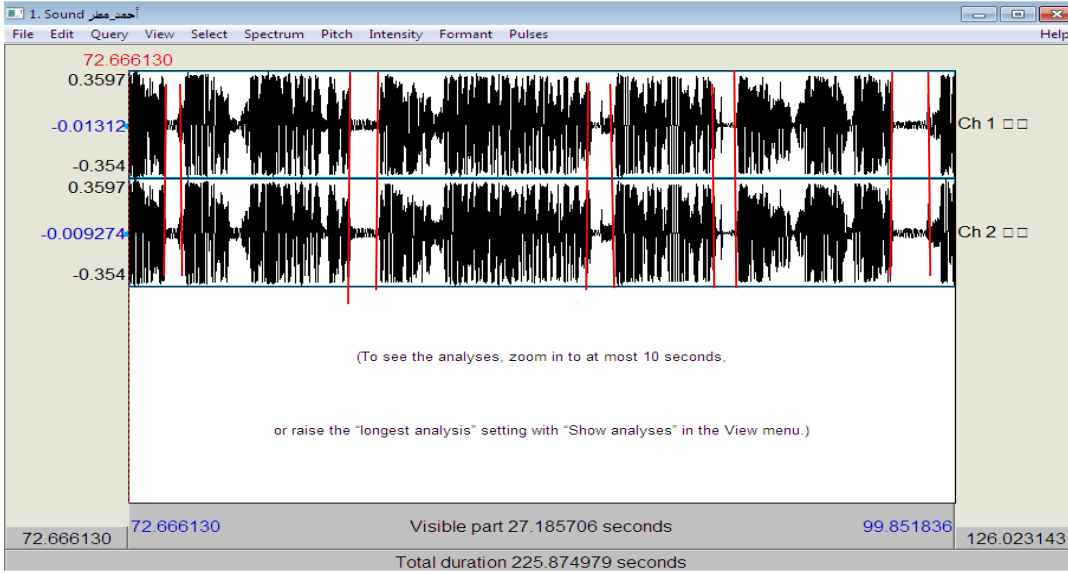 1. Sound أحمد_مطر
File Edit Query View Select Spectrum Pitch Intensity Formant Pulses Help
72.666130
0.3597
-0.01312
Ch 1 □□
-0.354
0.3597
-0.009274
Ch 2 □□
-0.354
(To see the analyses, zoom in to at most 10 seconds,
or raise the “longest analysis” setting with “Show analyses” in the View menu.)
72.666130 72.666130 Visible part 27.185706 seconds 99.851836 126.023143
Total duration 225.874979 seconds